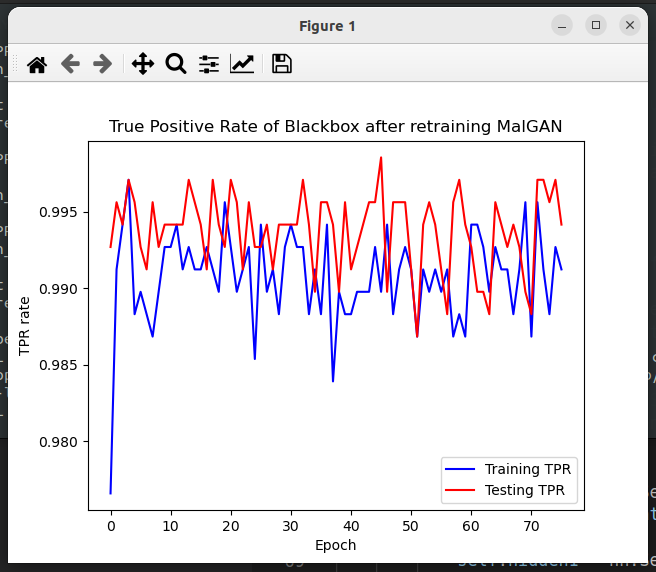 Figure 1
True Positive Rate of Blackbox after retraining MalGAN
TPR rate
0.995
0.990
0.985
0.980
0
10
20
30
40
50
60
70
Epoch
Training TPR
Testing TPR